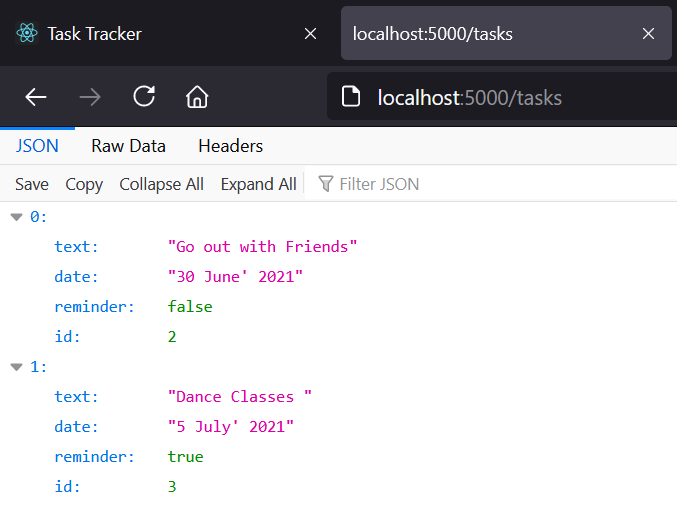 Task Tracker
localhost:5000/tasks
localhost:5000/tasks
JSON Raw Data Headers
Save Copy Collapse All Expand All Filter JSON
0:
text: "Go out with Friends"
date: "30 June' 2021"
reminder: false
id: 2
1:
text: "Dance Classes "
date: "5 July' 2021"
reminder: true
id: 3